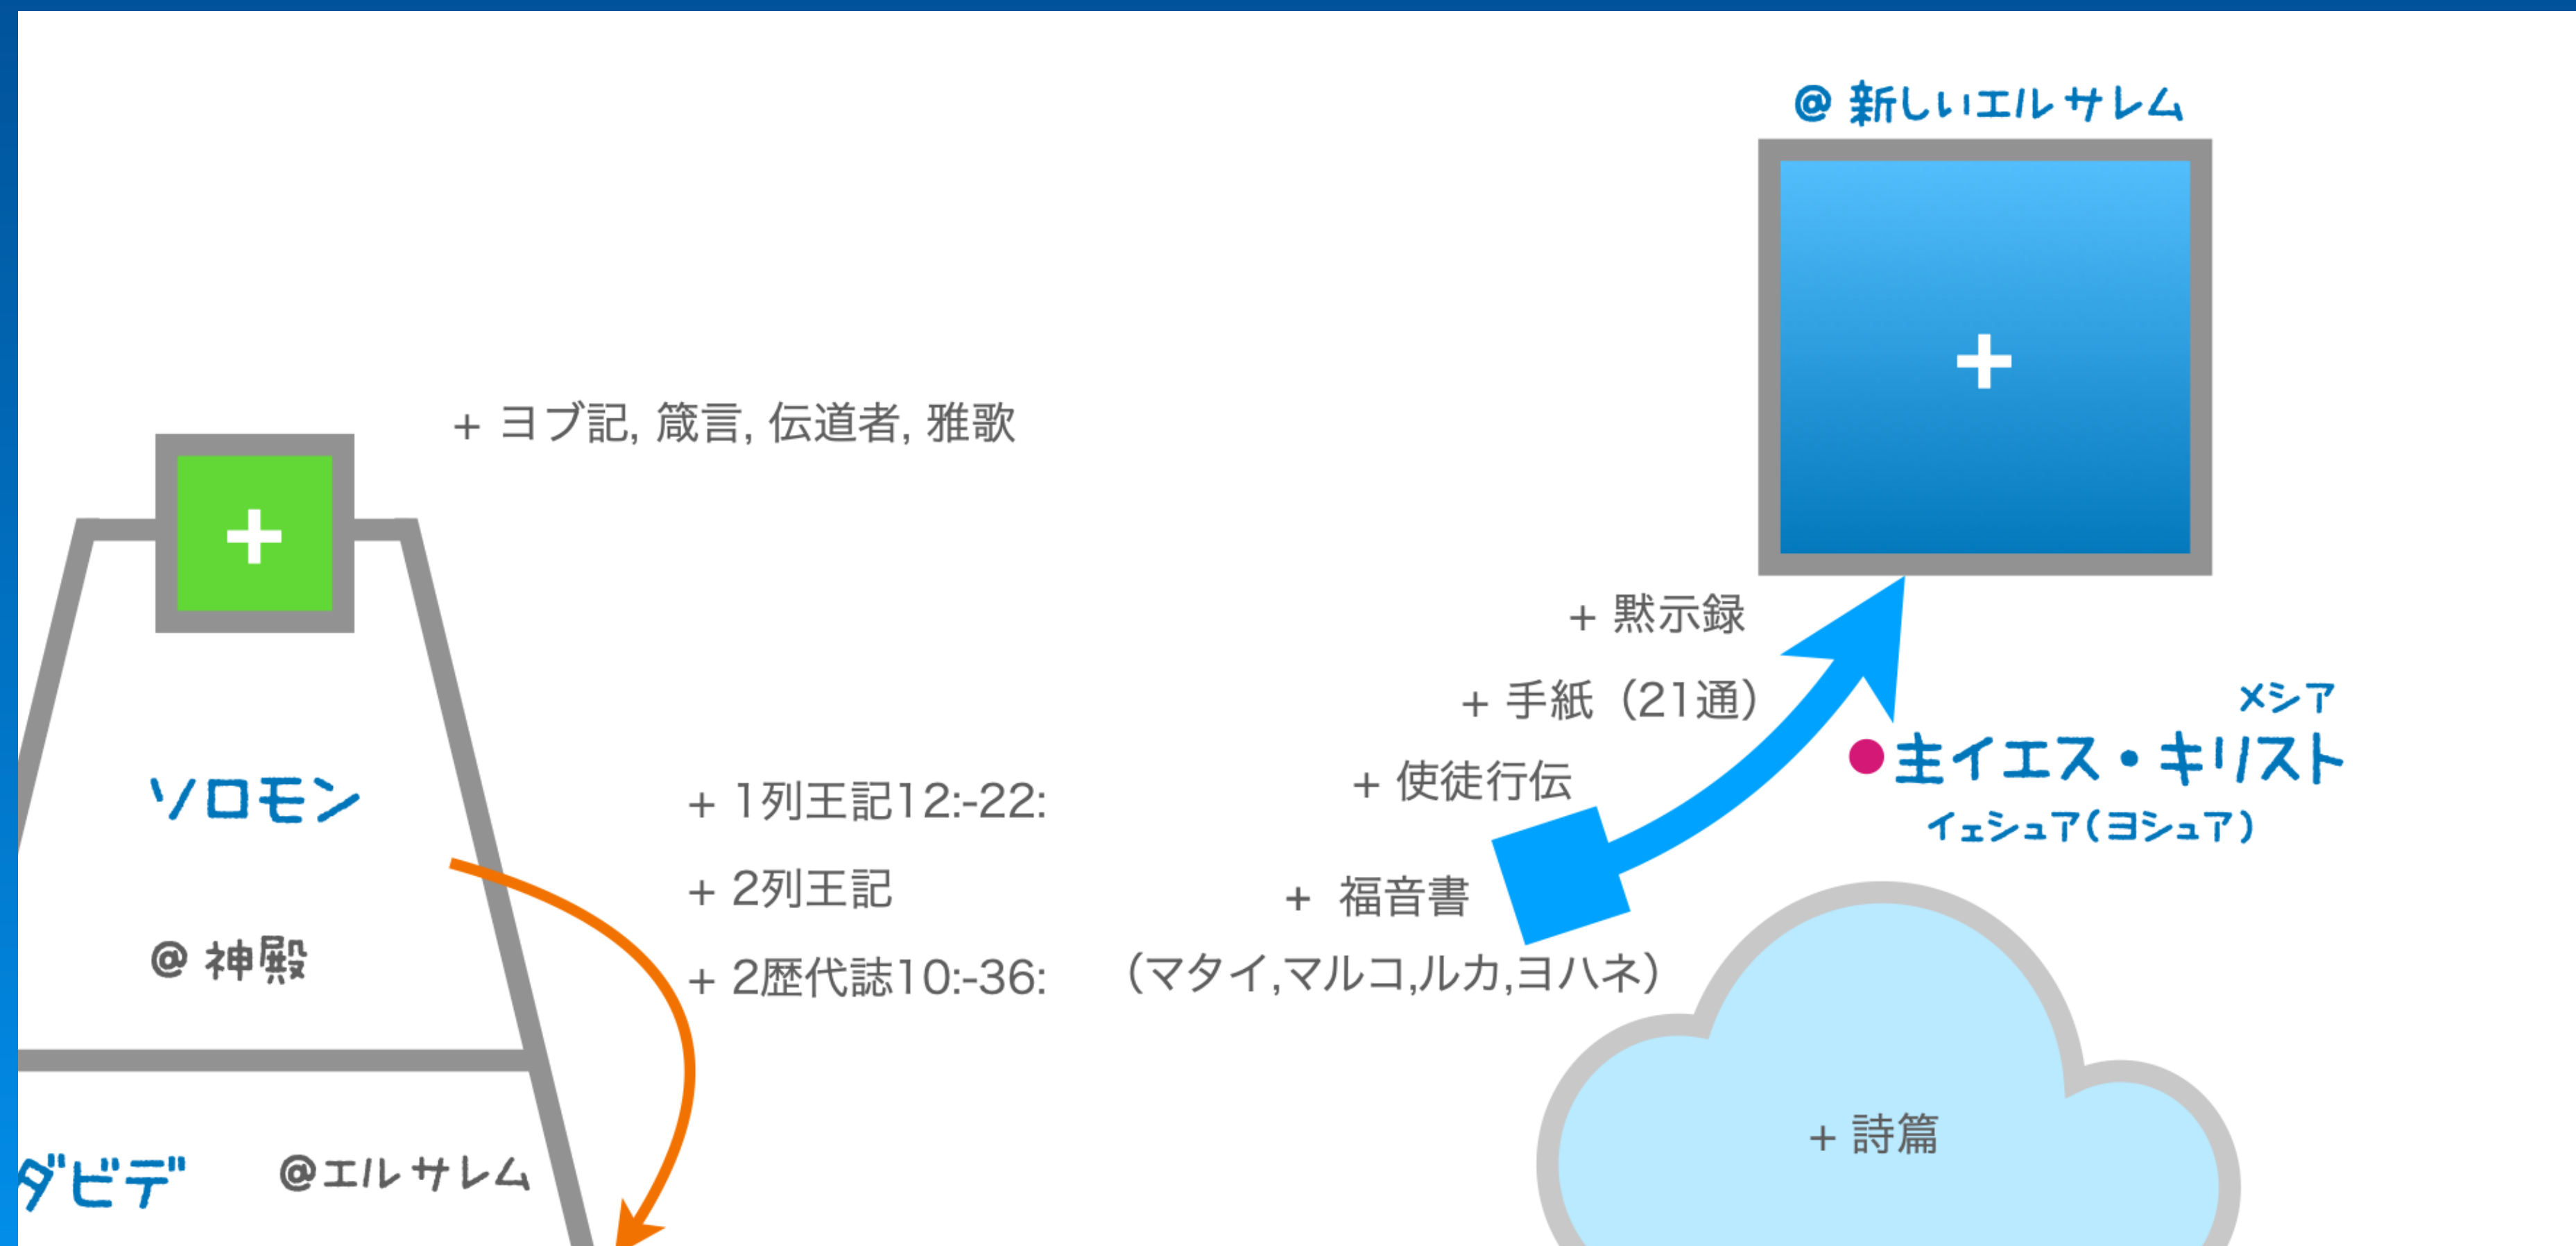 @ 新しいエルサレム
+
+ ヨブ記, 箴言, 伝道者, 雅歌
+
+ 黙示録
+ 手紙（21通）
メシア
主イエス・キリスト
イェシュア(ヨシュア)
+ 使徒行伝
+ 福音書
（マタイ,マルコ,ルカ,ヨハネ）
ソロモン
@ 神殿
+ 1列王記12:-22:
+ 2列王記
+ 2歴代誌10:-36:
+ 詩篇
ダビデ
@エルサレム